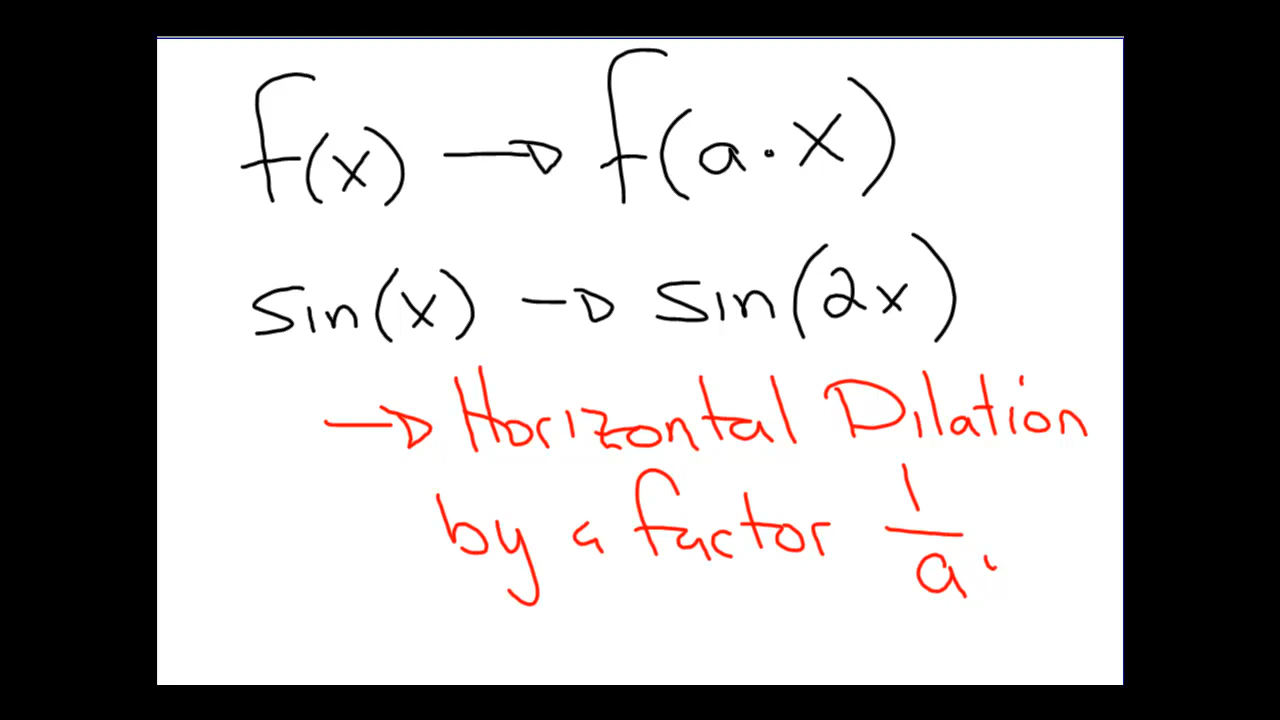 f(x) → f(a·x)
sin(x) → sin(2x)
→ Horizontal Dilation
by a factor 1/a.